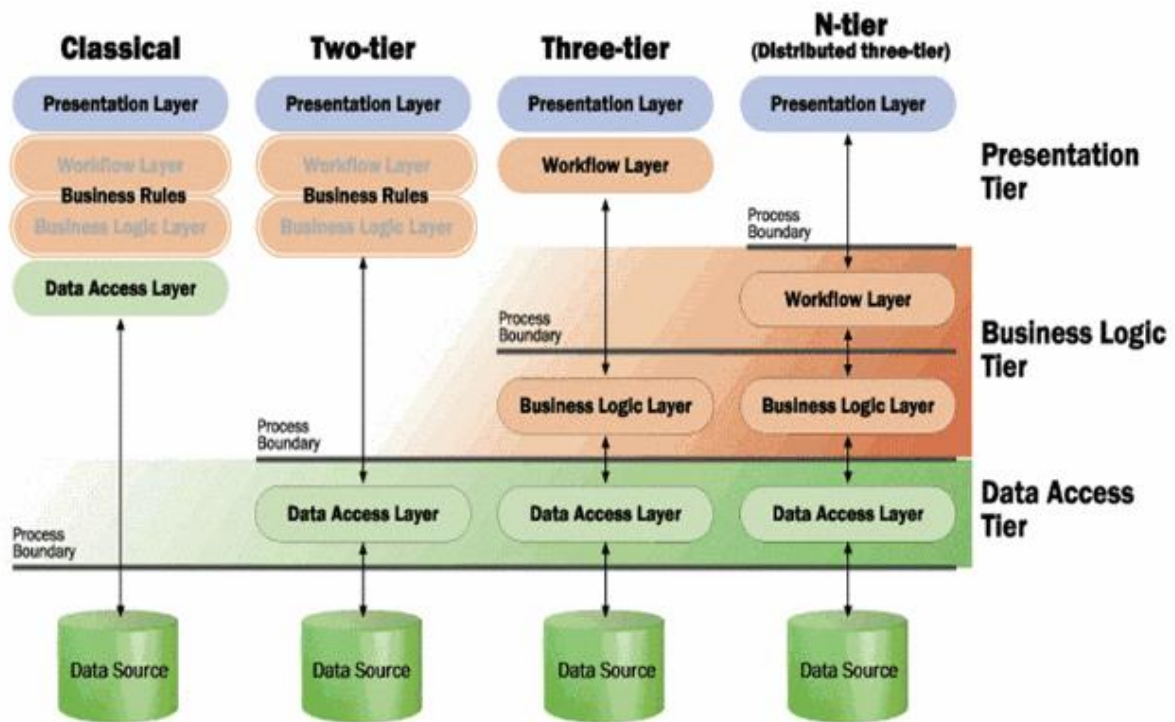 Classical
Two-tier
Three-tier
N-tier
(Distributed three-tier)
Presentation Layer
Presentation Layer
Presentation Layer
Presentation Layer
Workflow Layer
Business Rules
Business Logic Layer
Workflow Layer
Business Rules
Business Logic Layer
Workflow Layer
Presentation
Tier
Process
Boundary
Data Access Layer
Workflow Layer
Process
Boundary
Business Logic
Tier
Business Logic Layer
Business Logic Layer
Process
Boundary
Data Access Layer
Data Access Layer
Data Access Layer
Data Access
Tier
Process
Boundary
Data Source
Data Source
Data Source
Data Source